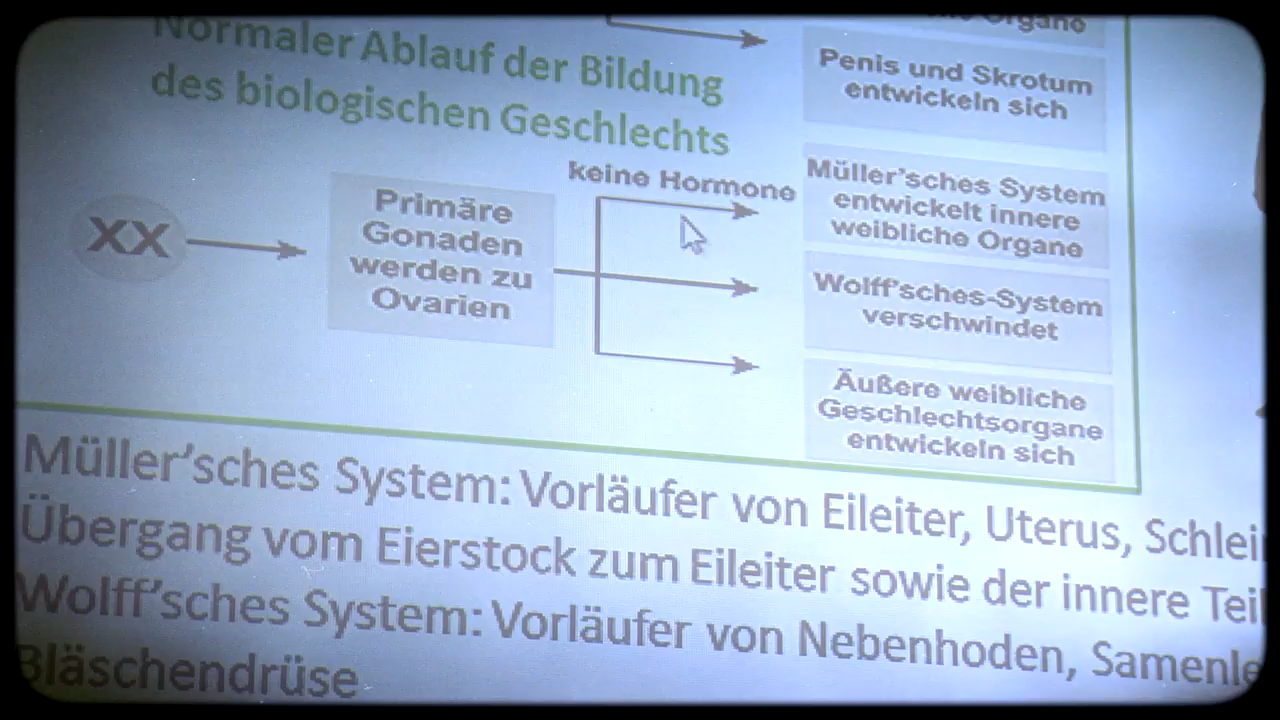 Organe
Penis und Skrotum
entwickeln sich
Normaler Ablauf der Bildung
des biologischen Geschlechts
keine Hormone
XX
Primäre
Gonaden
werden zu
Ovarien
Müller'sches System
entwickelt innere
weibliche Organe
Wolff'sches-System
verschwindet
Äußere weibliche
Geschlechtsorgane
entwickeln sich
Müller'sches System: Vorläufer von Eileiter, Uterus,
Übergang vom Eierstock zum Eileiter sowie der innere Teil
Wolff'sches System: Vorläufer von Nebenhoden,
Bläschendrüse